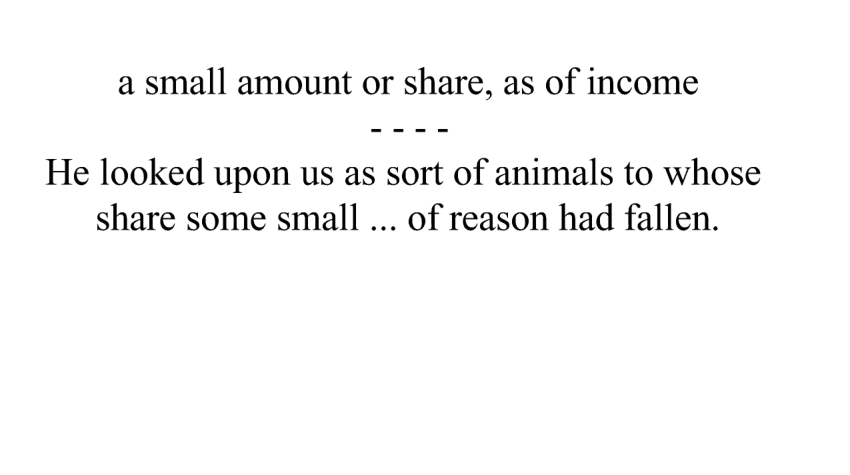 a small amount or share, as of income
- - - -
He looked upon us as sort of animals to whose
share some small ... of reason had fallen.